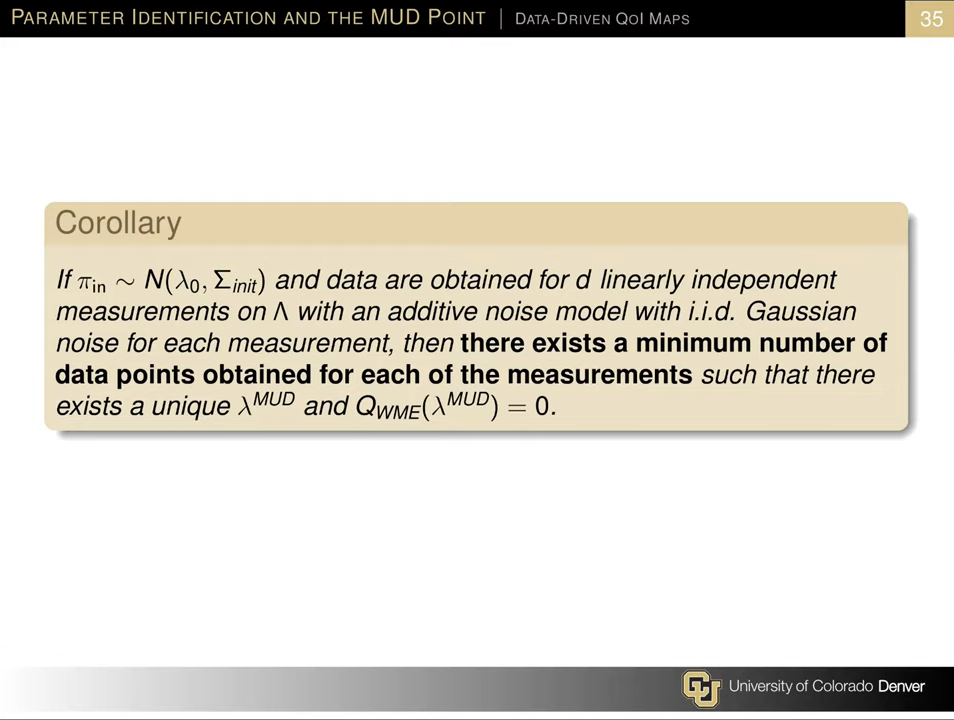 PARAMETER IDENTIFICATION AND THE MUD POINT | DATA-DRIVEN QOI MAPS 35
Corollary
If π_in ∼ N(λ_0, Σ_init) and data are obtained for d linearly independent
measurements on Λ with an additive noise model with i.i.d. Gaussian
noise for each measurement, then there exists a minimum number of
data points obtained for each of the measurements such that there
exists a unique λ^MUD and Q_WME(λ^MUD) = 0.
University of Colorado Denver